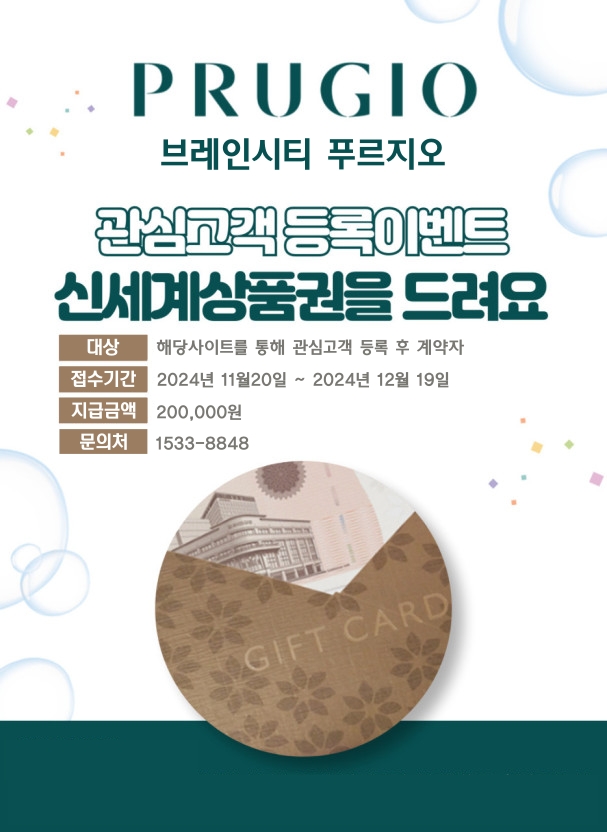 PRUGIO
브레인시티 푸르지오
관심고객 등록이벤트
신세계상품권을 드려요
대상 해당사이트를 통해 관심고객 등록 후 계약자
접수기간 2024년 11월20일 ~ 2024년 12월 19일
지급금액 200,000원
문의처 1533-8848
GIFT CARD